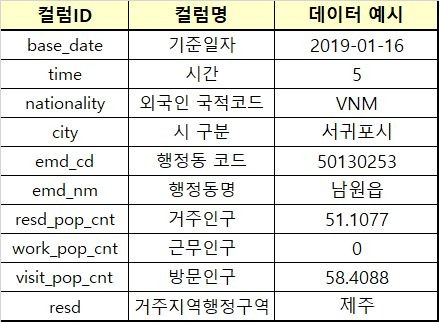 컬럼ID 컬럼명 데이터 예시
base_date 기준일자 2019-01-16
time 시간 5
nationality 외국인 국적코드 VNM
city 시 구분 서귀포시
emd_cd 행정동 코드 50130253
emd_nm 행정동명 남원읍
resd_pop_cnt 거주인구 51.1077
work_pop_cnt 근무인구 0
visit_pop_cnt 방문인구 58.4088
resd 거주지역행정구역 제주